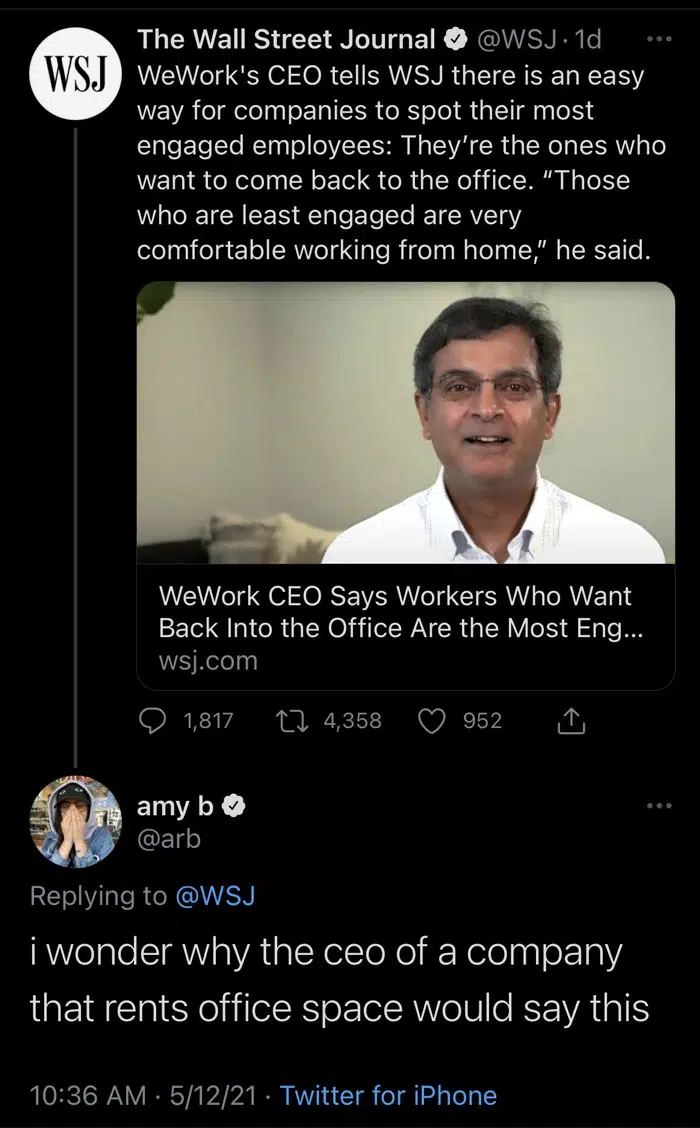 WSJ
The Wall Street Journal @WSJ · 1d
WeWork's CEO tells WSJ there is an easy
way for companies to spot their most
engaged employees: They’re the ones who
want to come back to the office. “Those
who are least engaged are very
comfortable working from home,” he said.
WeWork CEO Says Workers Who Want
Back Into the Office Are the Most Eng...
wsj.com
1,817 4,358 952
amy b
@arb
Replying to @WSJ
i wonder why the ceo of a company
that rents office space would say this
10:36 AM · 5/12/21 · Twitter for iPhone